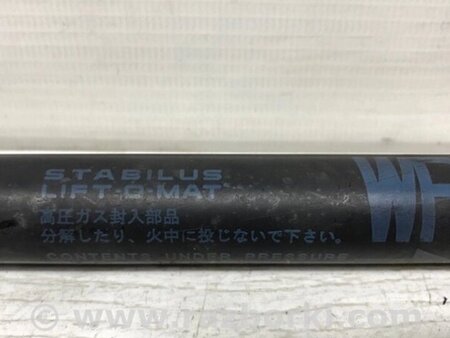 STABILUS
LIFT-O-MAT
高圧ガス封入部品
分解したり、火中に投じないで下さい。
CONTENTS UNDER PRESSURE